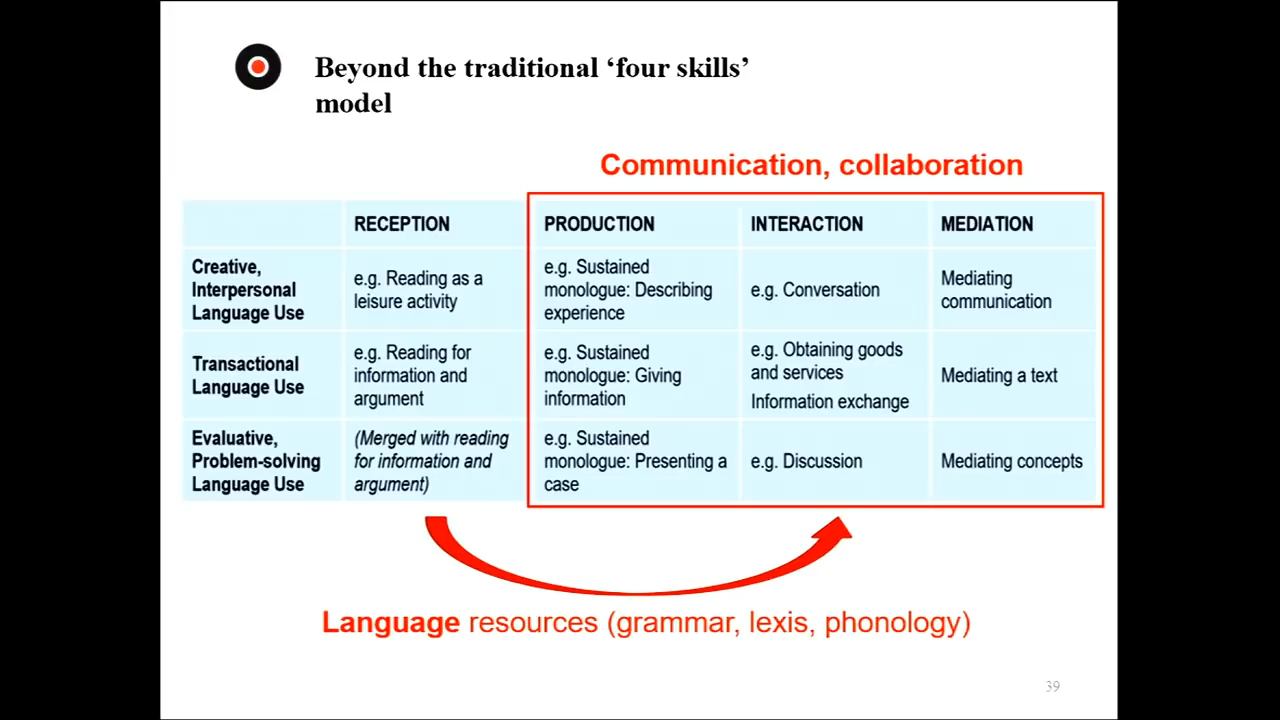 Beyond the traditional ‘four skills’
model
Communication, collaboration
RECEPTION
PRODUCTION
INTERACTION
MEDIATION
Creative,
Interpersonal
Language Use
e.g. Reading as a
leisure activity
e.g. Sustained
monologue: Describing
experience
e.g. Conversation
Mediating
communication
Transactional
Language Use
e.g. Reading for
information and
argument
e.g. Sustained
monologue: Giving
information
e.g. Obtaining goods
and services
Information exchange
Mediating a text
Evaluative,
Problem-solving
Language Use
(Merged with reading
for information and
argument)
e.g. Sustained
monologue: Presenting a
case
e.g. Discussion
Mediating concepts
Language resources (grammar, lexis, phonology)
39